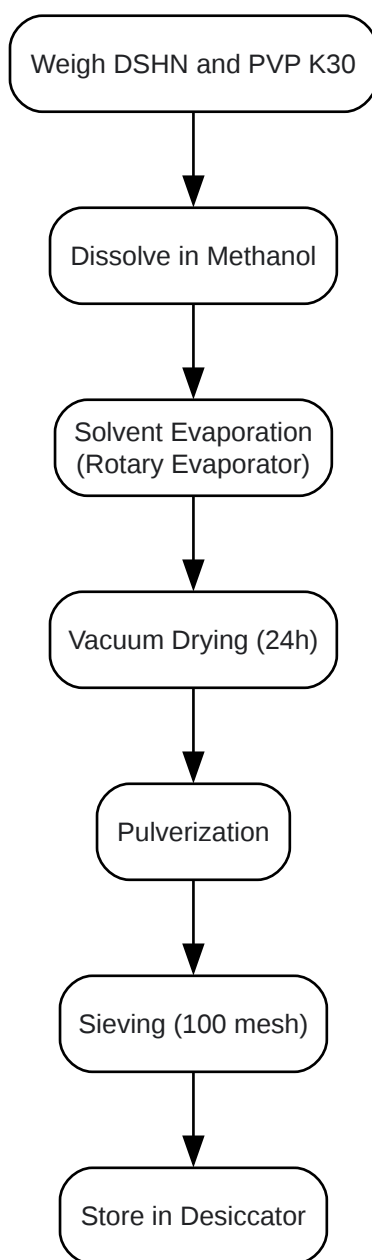 Weigh DSHN and PVP K30
Dissolve in Methanol
Solvent Evaporation
(Rotary Evaporator)
Vacuum Drying (24h)
Pulverization
Sieving (100 mesh)
Store in Desiccator